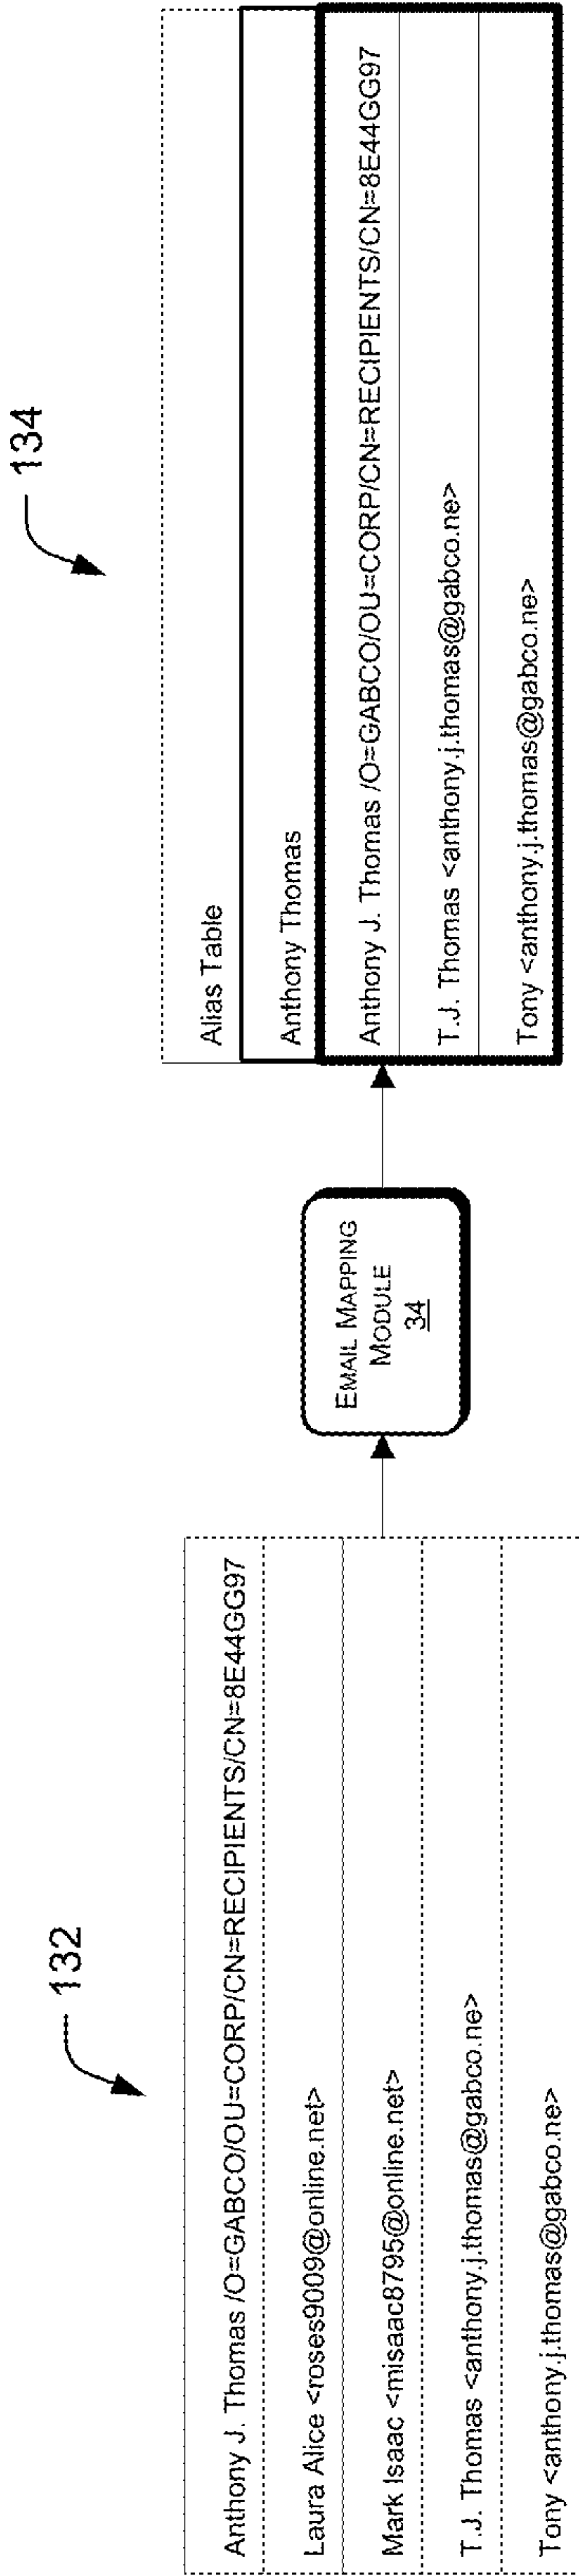 132
Anthony J. Thomas /O=GABCO/OU=CORP/CN=RECIPIENTS/CN=8E44GG97
Laura Alice <roses9009@online.net>
Mark Isaac <misaac8795@online.net>
T.J. Thomas <anthony.j.thomas@gabco.ne>
Tony <anthony.j.thomas@gabco.ne>
EMAIL MAPPING
MODULE
34
134
Alias Table
Anthony Thomas
Anthony J. Thomas /O=GABCO/OU=CORP/CN=RECIPIENTS/CN=8E44GG97
T.J. Thomas <anthony.j.thomas@gabco.ne>
Tony <anthony.j.thomas@gabco.ne>